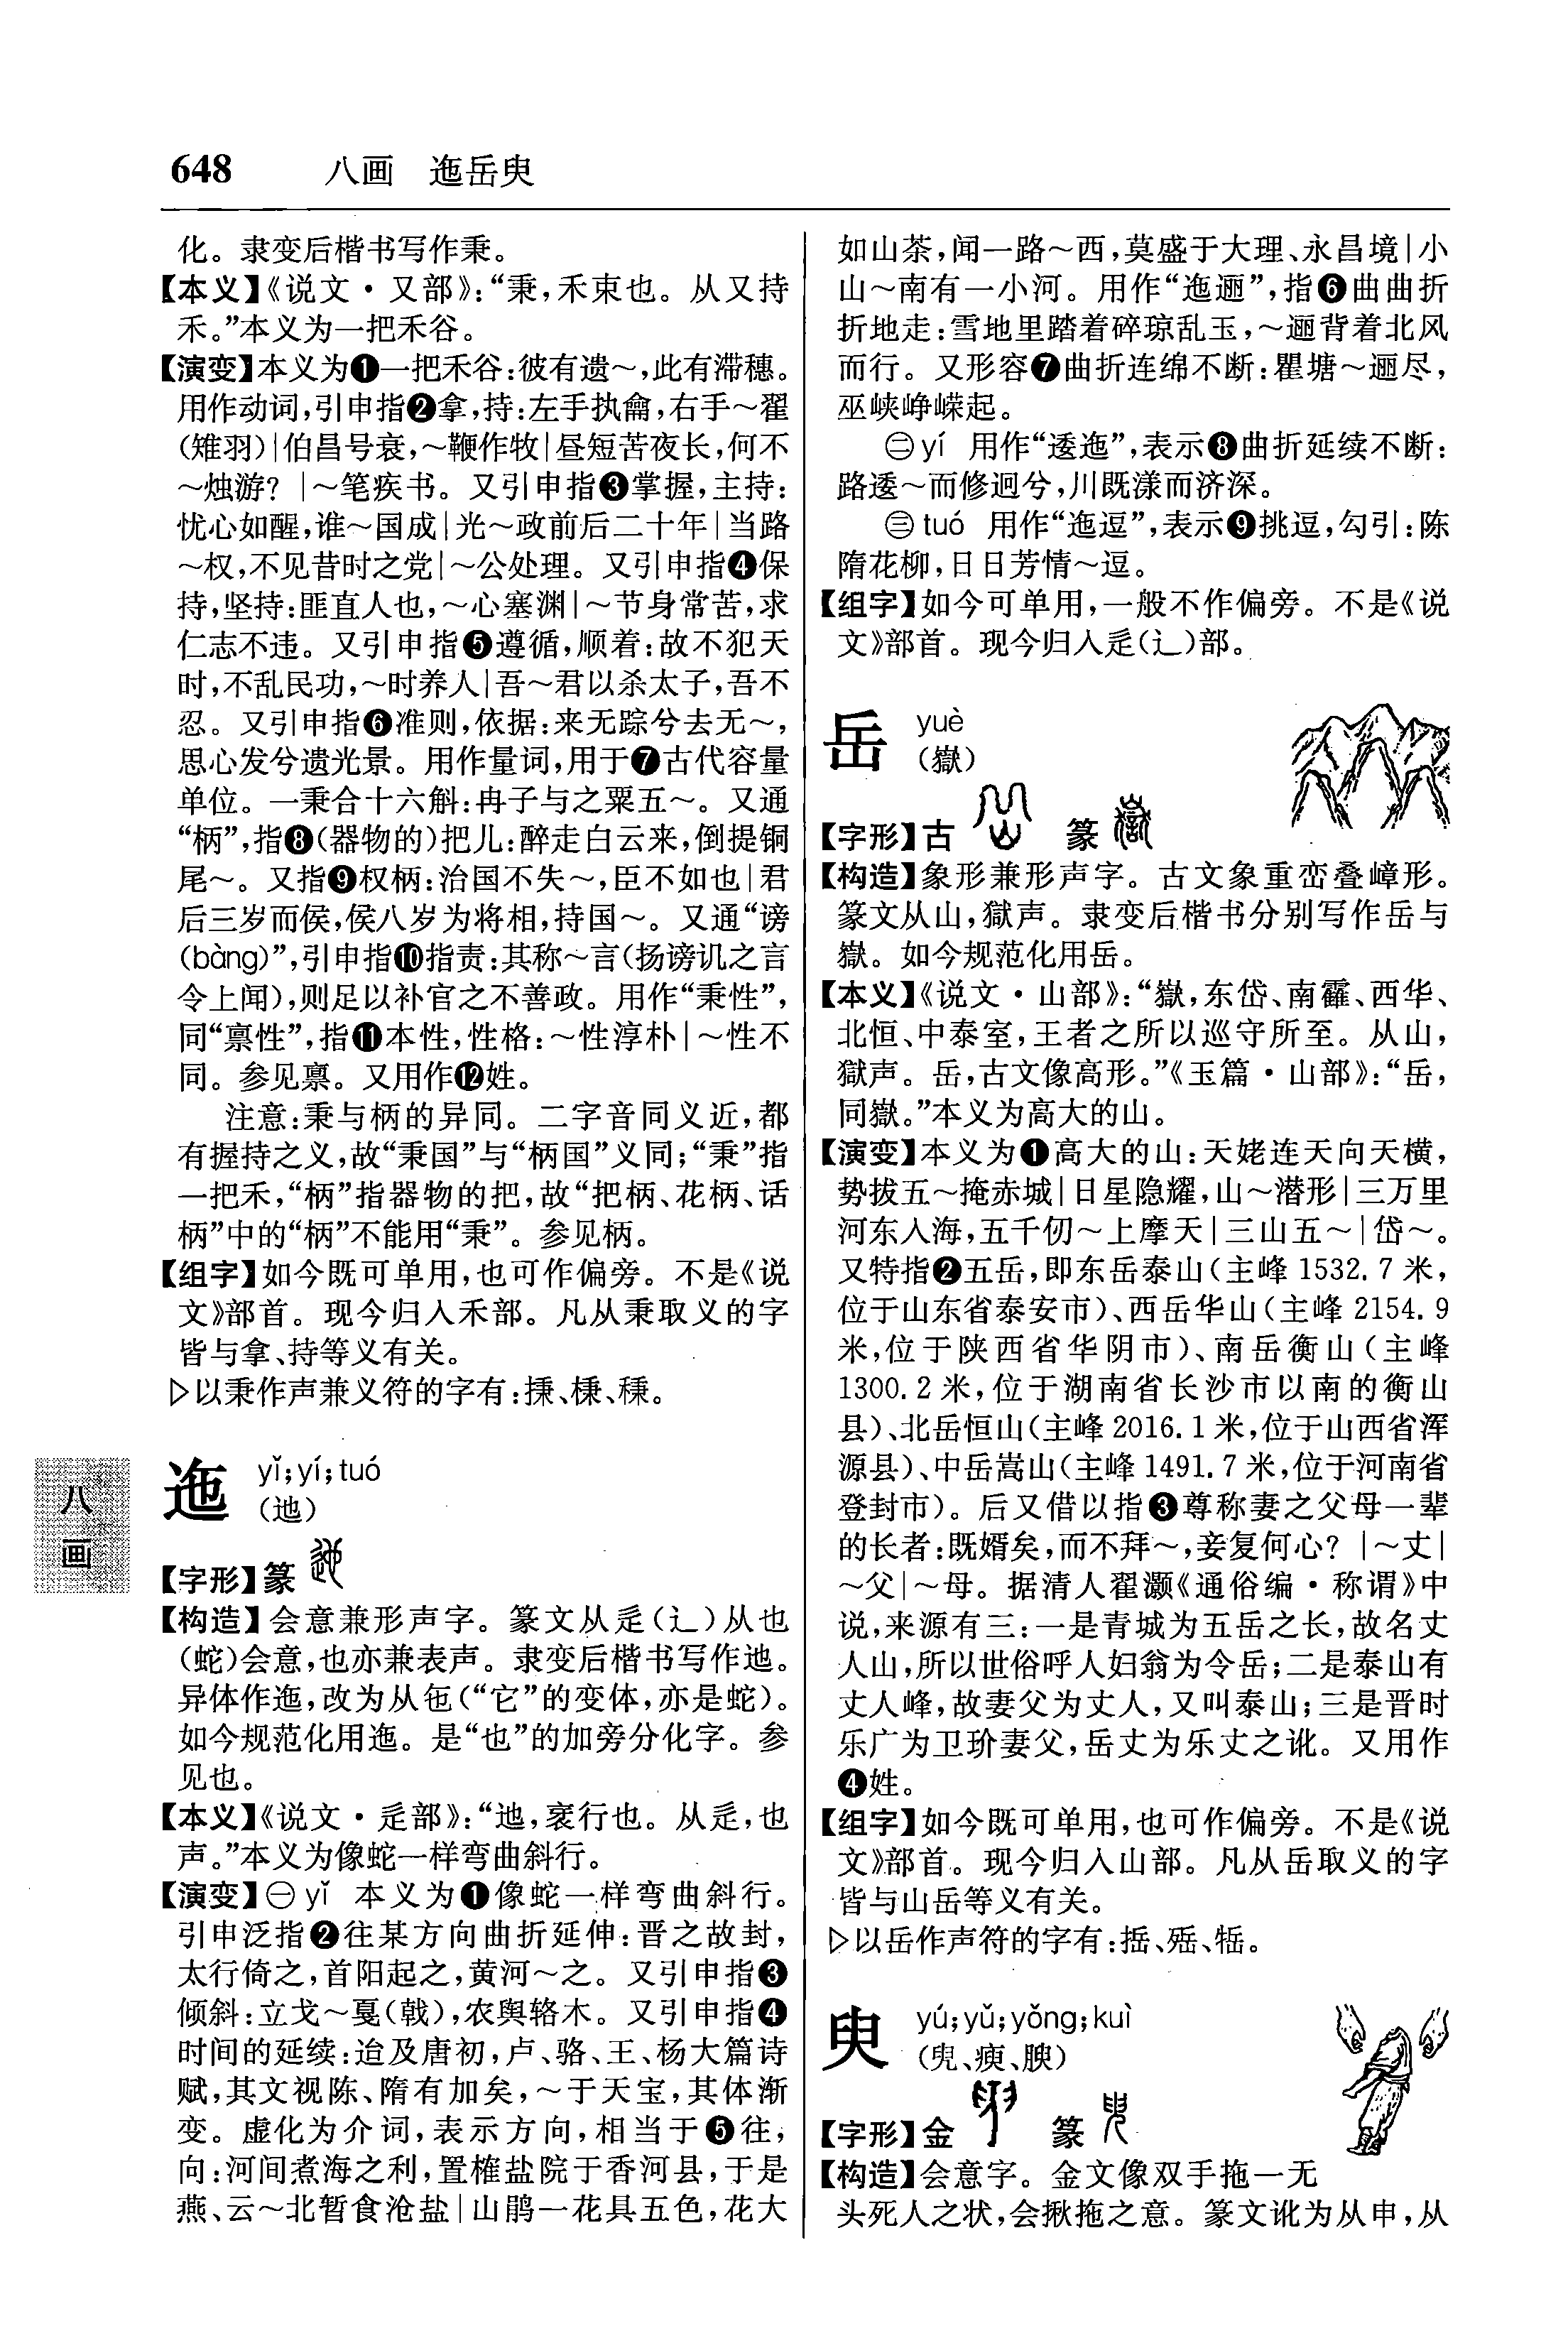 648 八画 迤岳臾
化。隶变后楷书写作秉。
【本义】《说文·又部》：“秉，禾束也。从又持
禾。”本义为一把禾谷。
【演变】本义为❶一把禾谷：彼有遗～，此有滞穗。
用作动词，引申指❷拿，持：左手执龠，右手～翟
（雉羽）|伯昌号衰，～鞭作牧|昼短苦夜长，何不
～烛游？|～笔疾书。又引申指❸掌握，主持：
忧心如酲，谁～国成|光～政前后二十年|当路
～权，不见昔时之党|～公处理。又引申指❹保
持，坚持：匪直人也，～心塞渊|～节身常苦，求
仁志不违。又引申指❺遵循，顺着：故不犯天
时，不乱民功，～时养人|吾～君以杀太子，吾不
忍。又引申指❻准则，依据：来无踪兮去无～，
思心发兮遗光景。用作量词，用于❼古代容量
单位。一秉合十六斛：冉子与之粟五～。又通
“柄”，指❽（器物的）把儿：醉走白云来，倒提铜
尾～。又指❾权柄：治国不失～，臣不如也|君
后三岁而侯，侯八岁为将相，持国～。又通“谤
（bàng）”，引申指❿指责：其称～言（扬谤讥之言
令上闻），则足以补官之不善政。用作“秉性”，
同“禀性”，指⓫本性，性格：～性淳朴|～性不
同。参见禀。又用作⓬姓。
注意：秉与柄的异同。二字音同义近，都
有握持之义，故“秉国”与“柄国”义同；“秉”指
一把禾，“柄”指器物的把，故“把柄、花柄、话
柄”中的“柄”不能用“秉”。参见柄。
【组字】如今既可单用，也可作偏旁。不是《说
文》部首。现今归入禾部。凡从秉取义的字
皆与拿、持等义有关。
▷以秉作声兼义符的字有：㨀、棅、䅭。
迤 yǐ；yí；tuó
（迆）
【字形】篆
【构造】会意兼形声字。篆文从辵（辶）从也
（蛇）会意，也亦兼表声。隶变后楷书写作迆。
异体作迤，改为从㐌（“它”的变体，亦是蛇）。
如今规范化用迤。是“也”的加旁分化字。参
见也。
【本义】《说文·辵部》：“迆，衺行也。从辵，也
声。”本义为像蛇一样弯曲斜行。
【演变】㊀yǐ 本义为❶像蛇一样弯曲斜行。
引申泛指❷往某方向曲折延伸：晋之故封，
太行倚之，首阳起之，黄河～之。又引申指❸
倾斜：立戈～戛（戟），农舆辂木。又引申指❹
时间的延续：迨及唐初，卢、骆、王、杨大篇诗
赋，其文视陈、隋有加矣，～于天宝，其体渐
变。虚化为介词，表示方向，相当于❺往，
向：河间煮海之利，置榷盐院于香河县，于是
燕、云～北暂食沧盐|山鹃一花具五色，花大
八画
如山茶，闻一路～西，莫盛于大理、永昌境|小
山～南有一小河。用作“迤逦”，指❻曲曲折
折地走：雪地里踏着碎琼乱玉，～逦背着北风
而行。又形容❼曲折连绵不断：瞿塘～逦尽，
巫峡峥嵘起。
㊁yí 用作“逶迤”，表示❽曲折延续不断：
路逶～而修迥兮，川既漾而济深。
㊂tuó 用作“迤逗”，表示❾挑逗，勾引：陈
隋花柳，日日芳情～逗。
【组字】如今可单用，一般不作偏旁。不是《说
文》部首。现今归入辵（辶）部。
岳 yuè
（嶽）
【字形】古 篆
【构造】象形兼形声字。古文象重峦叠嶂形。
篆文从山，獄声。隶变后楷书分别写作岳与
嶽。如今规范化用岳。
【本义】《说文·山部》：“嶽，东岱、南靃、西华、
北恒、中泰室，王者之所以巡守所至。从山，
獄声。岳，古文像高形。”《玉篇·山部》：“岳，
同嶽。”本义为高大的山。
【演变】本义为❶高大的山：天姥连天向天横，
势拔五～掩赤城|日星隐耀，山～潜形|三万里
河东入海，五千仞～上摩天|三山五～|岱～。
又特指❷五岳，即东岳泰山（主峰1532.7米，
位于山东省泰安市）、西岳华山（主峰2154.9
米，位于陕西省华阴市）、南岳衡山（主峰
1300.2米，位于湖南省长沙市以南的衡山
县）、北岳恒山（主峰2016.1米，位于山西省浑
源县）、中岳嵩山（主峰1491.7米，位于河南省
登封市）。后又借以指❸尊称妻之父母一辈
的长者：既婿矣，而不拜～，妾复何心？|～丈|
～父|～母。据清人翟灏《通俗编·称谓》中
说，来源有三：一是青城为五岳之长，故名丈
人山，所以世俗呼人妇翁为令岳；二是泰山有
丈人峰，故妻父为丈人，又叫泰山；三是晋时
乐广为卫玠妻父，岳丈为乐丈之讹。又用作
❹姓。
【组字】如今既可单用，也可作偏旁。不是《说
文》部首。现今归入山部。凡从岳取义的字
皆与山岳等义有关。
▷以岳作声符的字有：
臾 yú；yǔ；yǒng；kuì
（㬰、瘐、腴）
【字形】金 篆
【构造】会意字。金文像双手拖一无
头死人之状，会揪拖之意。篆文讹为从申，从